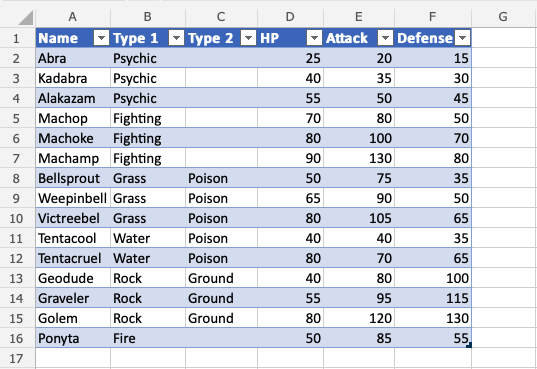 A B C D E F G
1 Name Type 1 Type 2 HP Attack Defense
2 Abra Psychic 25 20 15
3 Kadabra Psychic 40 35 30
4 Alakazam Psychic 55 50 45
5 Machop Fighting 70 80 50
6 Machoke Fighting 80 100 70
7 Machamp Fighting 90 130 80
8 Bellsprout Grass Poison 50 75 35
9 Weepinbell Grass Poison 65 90 50
10 Victreebel Grass Poison 80 105 65
11 Tentacool Water Poison 40 40 35
12 Tentacruel Water Poison 80 70 65
13 Geodude Rock Ground 40 80 100
14 Graveler Rock Ground 55 95 115
15 Golem Rock Ground 80 120 130
16 Ponyta Fire 50 85 55
17